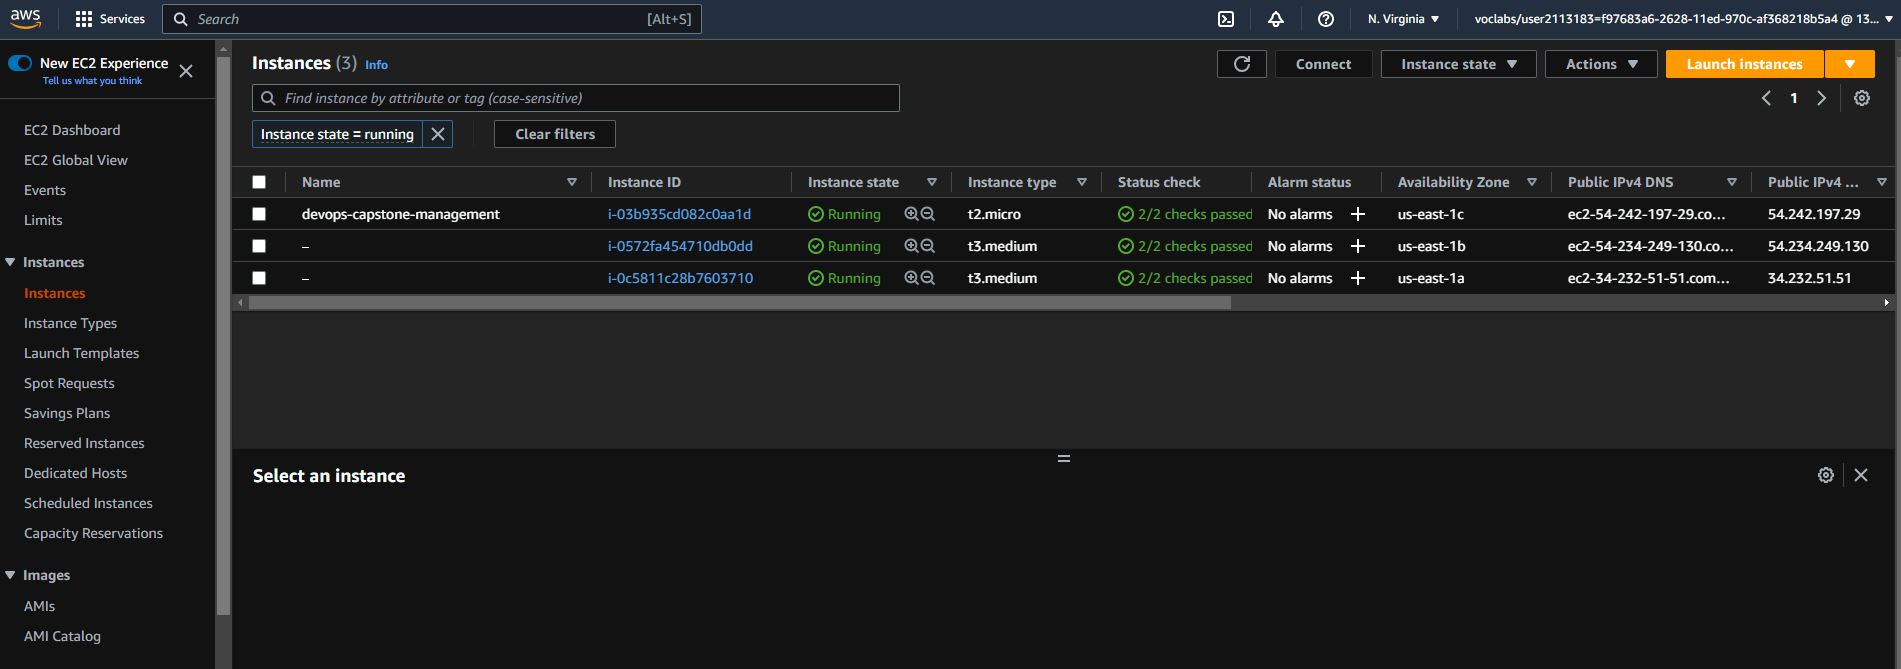 aws Services Search [Alt+S] N. Virginia voclabs/user2113183=f97683a6-2628-11ed-970c-af368218b5a4 @ 13...
New EC2 Experience
Tell us what you think
EC2 Dashboard
EC2 Global View
Events
Limits
Instances
Instances
Instance Types
Launch Templates
Spot Requests
Savings Plans
Reserved Instances
Dedicated Hosts
Scheduled Instances
Capacity Reservations
Images
AMIs
AMI Catalog
Instances (3) Info Connect Instance state Actions Launch instances
Find instance by attribute or tag (case-sensitive) 1
Instance state = running Clear filters
Name Instance ID Instance state Instance type Status check Alarm status Availability Zone Public IPv4 DNS Public IPv4 ...
devops-capstone-management i-03b935cd082c0aa1d Running t2.micro 2/2 checks passed No alarms + us-east-1c ec2-54-242-197-29.co... 54.242.197.29
– i-0572fa454710db0dd Running t3.medium 2/2 checks passed No alarms + us-east-1b ec2-54-234-249-130.co... 54.234.249.130
– i-0c5811c28b7603710 Running t3.medium 2/2 checks passed No alarms + us-east-1a ec2-34-232-51-51.com... 34.232.51.51
Select an instance